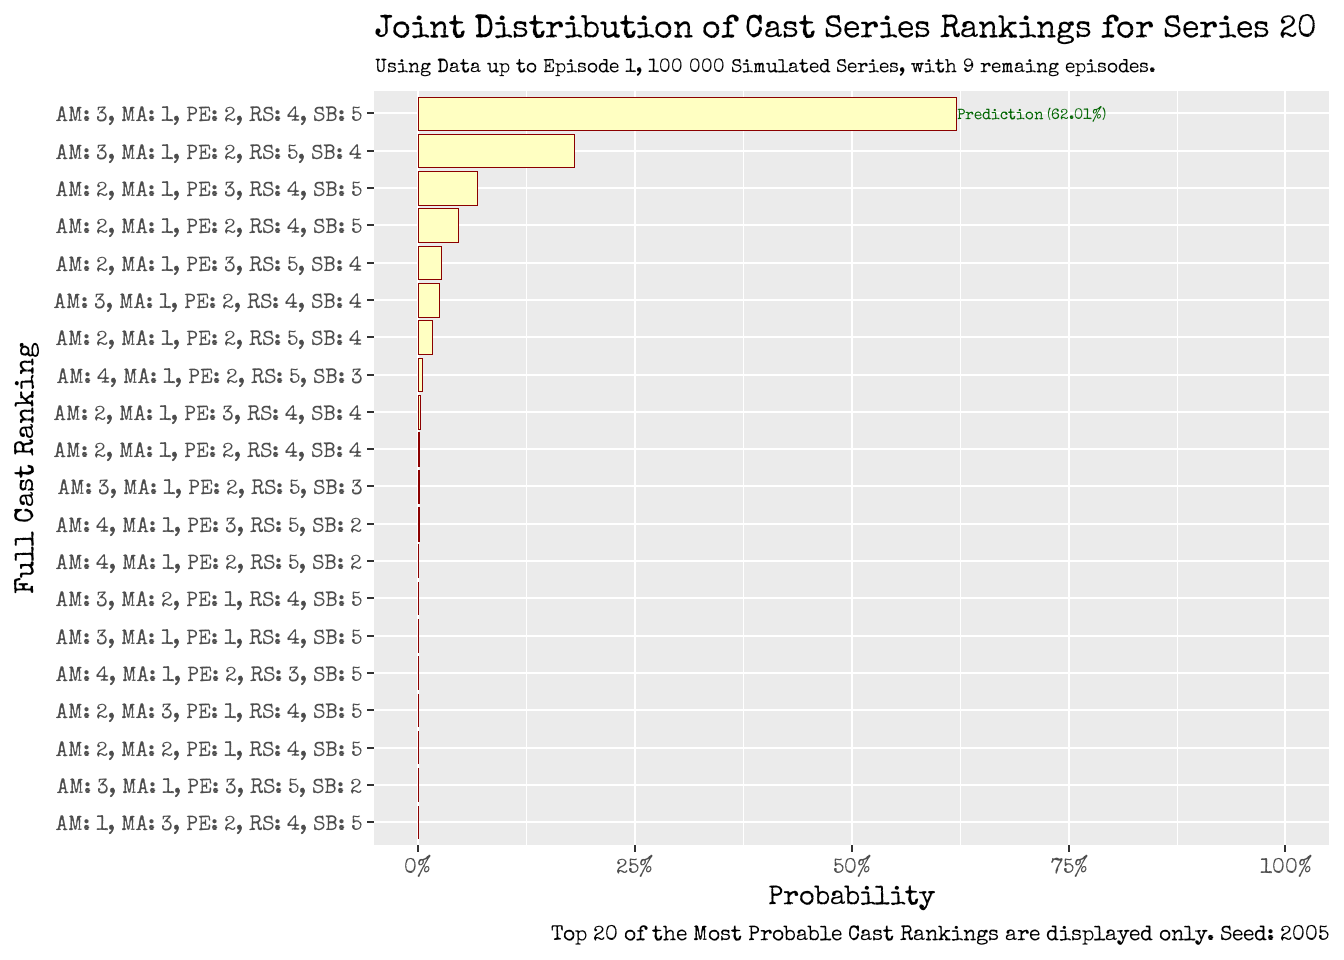 Joint Distribution of Cast Series Rankings for Series 20
Using Data up to Episode 1, 100 000 Simulated Series, with 9 remaing episodes.
Full Cast Ranking
AM: 3, MA: 1, PE: 2, RS: 4, SB: 5
Prediction (62.01%)
AM: 3, MA: 1, PE: 2, RS: 5, SB: 4
AM: 2, MA: 1, PE: 3, RS: 4, SB: 5
AM: 2, MA: 1, PE: 2, RS: 4, SB: 5
AM: 2, MA: 1, PE: 3, RS: 5, SB: 4
AM: 3, MA: 1, PE: 2, RS: 4, SB: 4
AM: 2, MA: 1, PE: 2, RS: 5, SB: 4
AM: 4, MA: 1, PE: 2, RS: 5, SB: 3
AM: 2, MA: 1, PE: 3, RS: 4, SB: 4
AM: 2, MA: 1, PE: 2, RS: 4, SB: 4
AM: 3, MA: 1, PE: 2, RS: 5, SB: 3
AM: 4, MA: 1, PE: 3, RS: 5, SB: 2
AM: 4, MA: 1, PE: 2, RS: 5, SB: 2
AM: 3, MA: 2, PE: 1, RS: 4, SB: 5
AM: 3, MA: 1, PE: 1, RS: 4, SB: 5
AM: 4, MA: 1, PE: 2, RS: 3, SB: 5
AM: 2, MA: 3, PE: 1, RS: 4, SB: 5
AM: 2, MA: 2, PE: 1, RS: 4, SB: 5
AM: 3, MA: 1, PE: 3, RS: 5, SB: 2
AM: 1, MA: 3, PE: 2, RS: 4, SB: 5
0% 25% 50% 75% 100%
Probability
Top 20 of the Most Probable Cast Rankings are displayed only. Seed: 2005